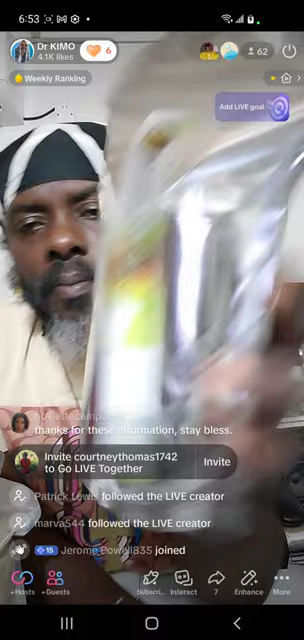 6:53
Dr KIMO
4.1K likes
6
62
Weekly Ranking
Add LIVE goal
thanks for these information, stay bless.
Invite courtneythomas1742
to Go LIVE Together
Invite
Patrick Lewis followed the LIVE creator
marva544 followed the LIVE creator
15 Jerome Powell835 joined
+Hosts
+Guests
Subscri...
Interact
7
Enhance
More